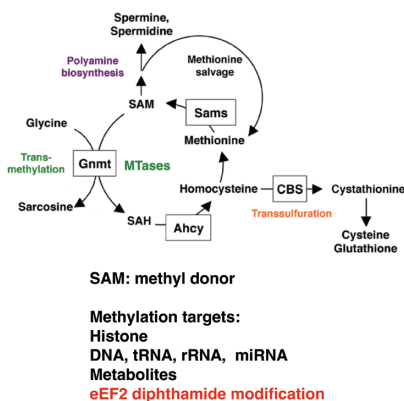 Spermine,
Spermidine
Polyamine
biosynthesis
Methionine
salvage
SAM
Sams
Glycine
Methionine
Trans-
methylation
Gnmt
MTases
Homocysteine
CBS
Cystathionine
Sarcosine
SAH
Ahcy
Transsulfuration
Cysteine
Glutathione
SAM: methyl donor
Methylation targets:
Histone
DNA, tRNA, rRNA, miRNA
Metabolites
eEF2 diphthamide modification